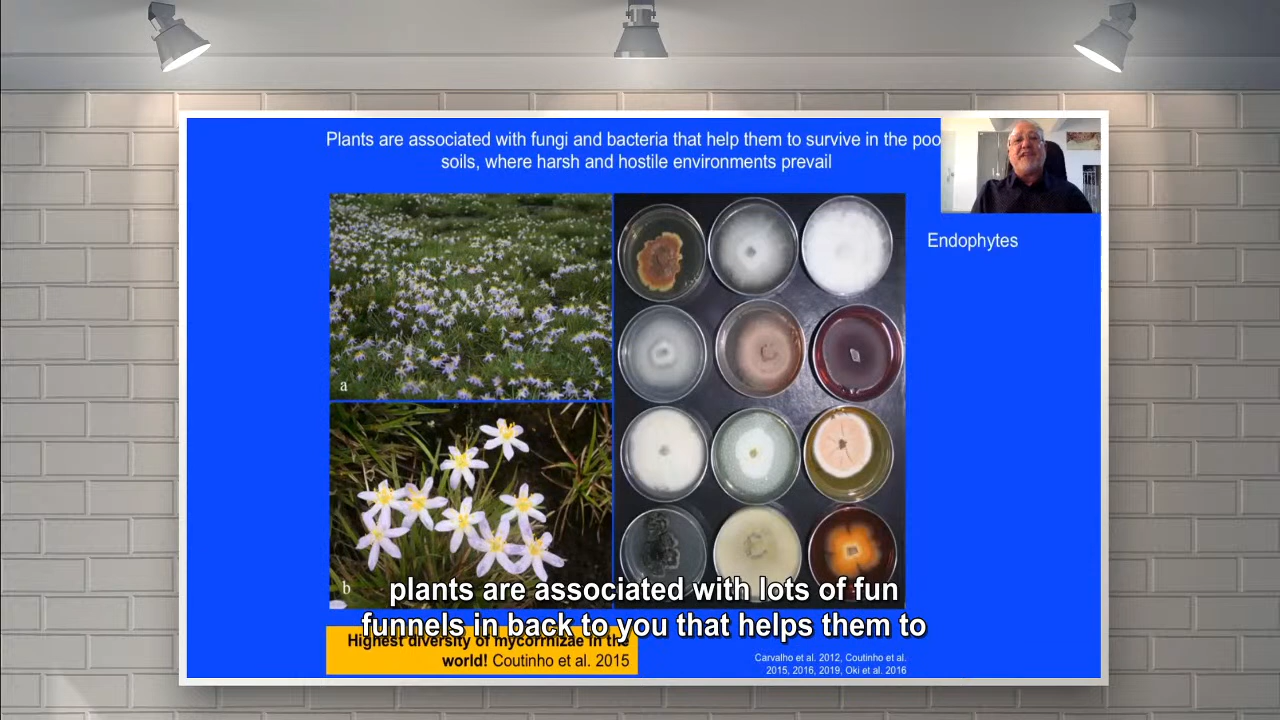 Plants are associated with fungi and bacteria that help them to survive in the poo
soils, where harsh and hostile environments prevail
Endophytes
a
b
plants are associated with lots of fun
funnels in back to you that helps them to
Highest diversity of mycorrhizae in the
world! Coutinho et al. 2015
Carvalho et al. 2012, Coutinho et al.
2015, 2016, 2019, Oki et al. 2016